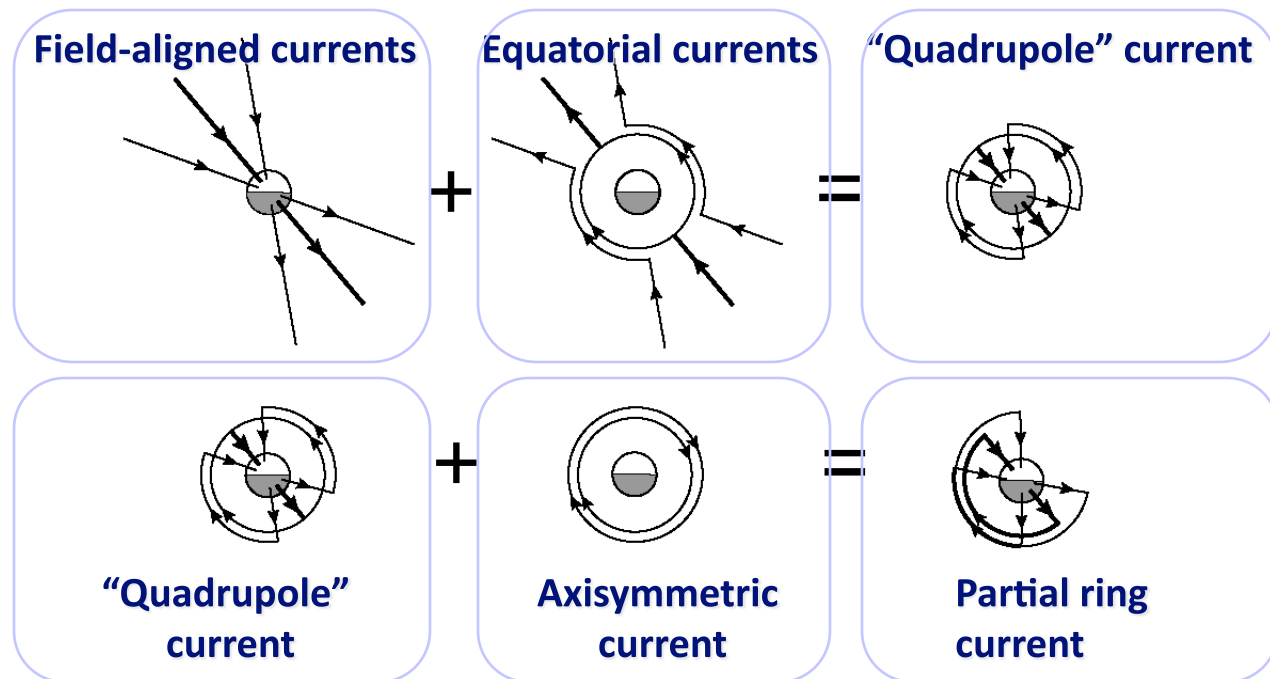 Field-aligned currents
Equatorial currents
“Quadrupole” current
+
=
+
=
“Quadrupole”
current
Axisymmetric
current
Partial ring
current